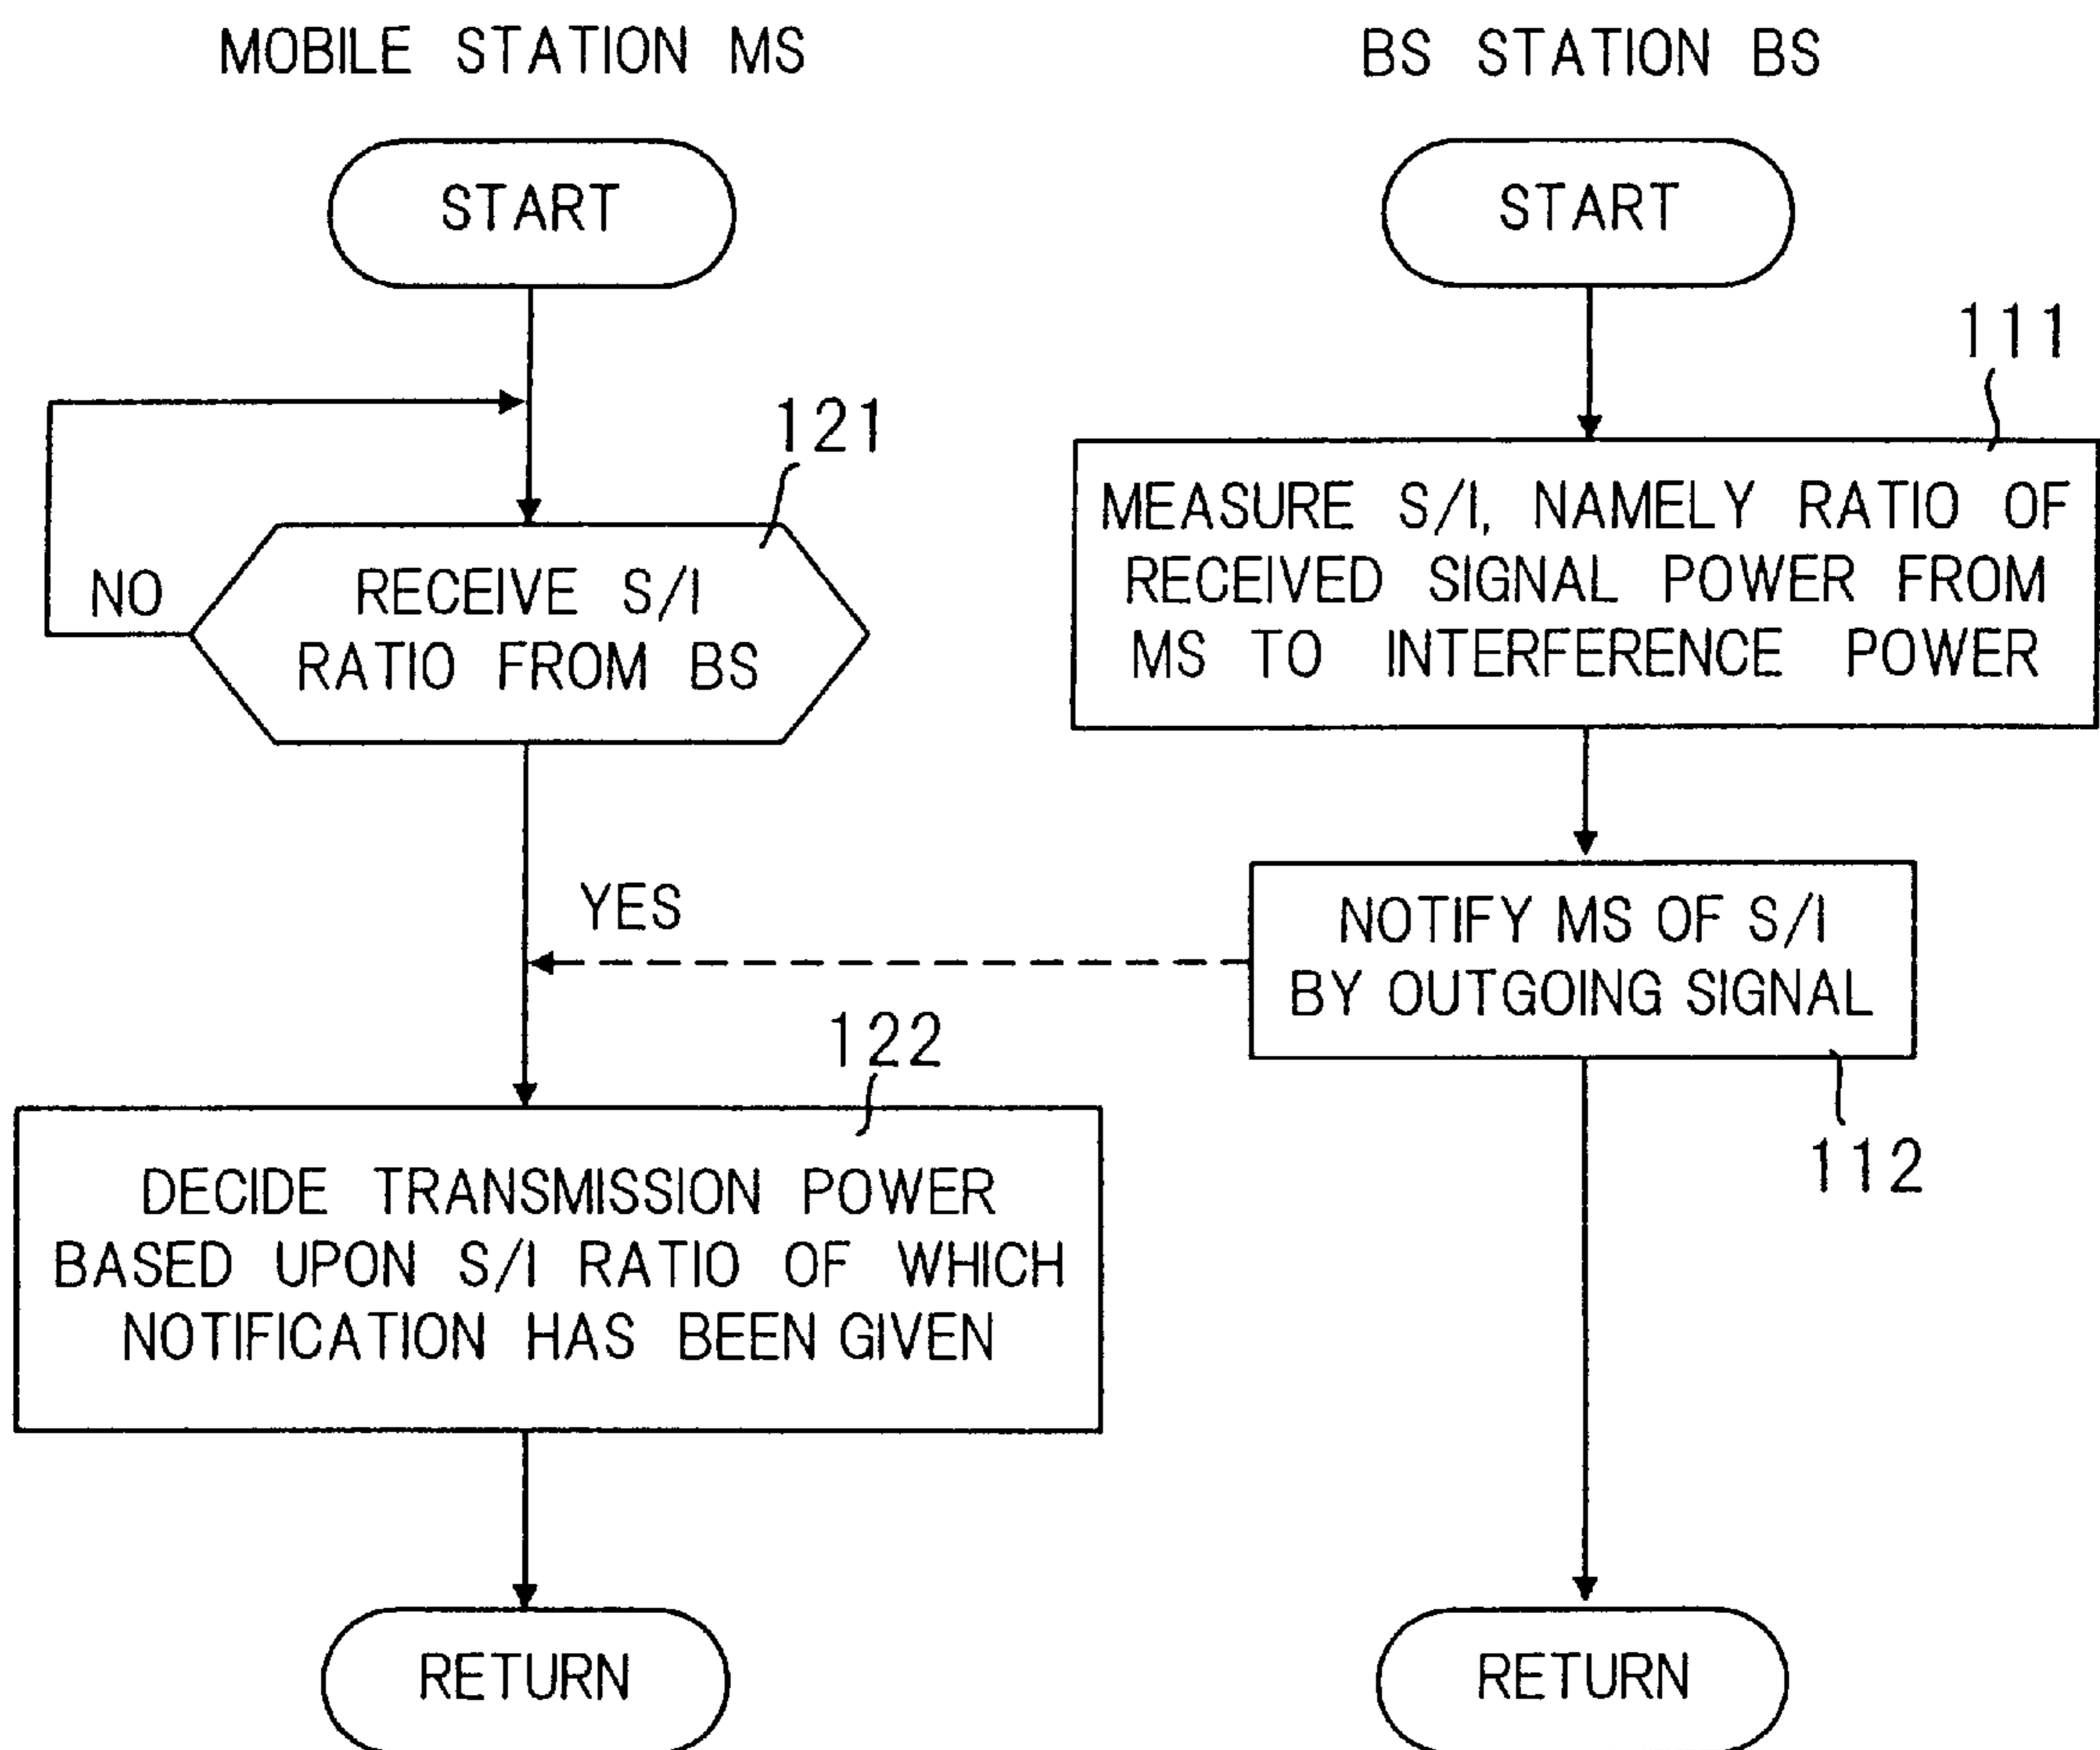 MOBILE STATION MS
START
121
NO
RECEIVE S/I
RATIO FROM BS
YES
122
DECIDE TRANSMISSION POWER
BASED UPON S/I RATIO OF WHICH
NOTIFICATION HAS BEEN GIVEN
RETURN
BS STATION BS
START
111
MEASURE S/I, NAMELY RATIO OF
RECEIVED SIGNAL POWER FROM
MS TO INTERFERENCE POWER
NOTIFY MS OF S/I
BY OUTGOING SIGNAL
112
RETURN